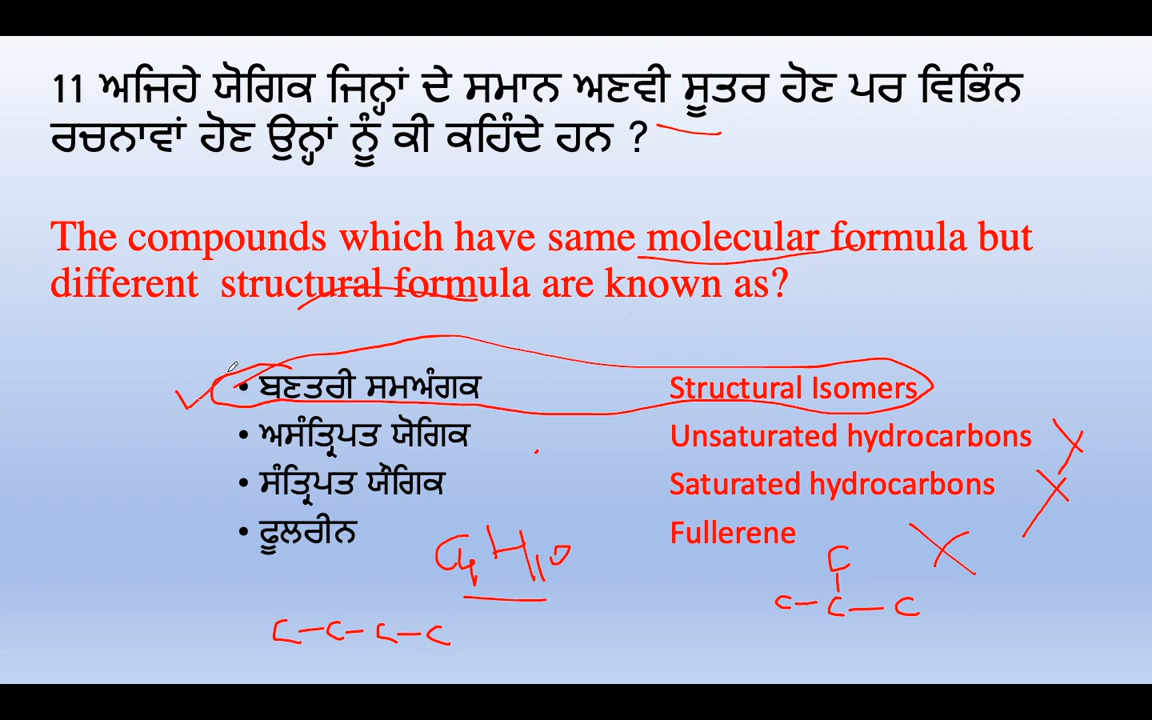 11 ਅਜਿਹੇ ਯੋਗਿਕ ਜਿਨ੍ਹਾਂ ਦੇ ਸਮਾਨ ਅਣਵੀ ਸੂਤਰ ਹੋਣ ਪਰ ਵਿਭਿੰਨ
ਰਚਨਾਵਾਂ ਹੋਣ ਉਨ੍ਹਾਂ ਨੂੰ ਕੀ ਕਹਿੰਦੇ ਹਨ ?
The compounds which have same molecular formula but
different structural formula are known as?
• ਬਣਤਰੀ ਸਮਅੰਗਕ Structural Isomers
• ਅਸੰਤ੍ਰਿਪਤ ਯੋਗਿਕ Unsaturated hydrocarbons
• ਸੰਤ੍ਰਿਪਤ ਯੌਗਿਕ Saturated hydrocarbons
• ਫੂਲਰੀਨ Fullerene
C4H10
C
C-C-C
C-C-C-C